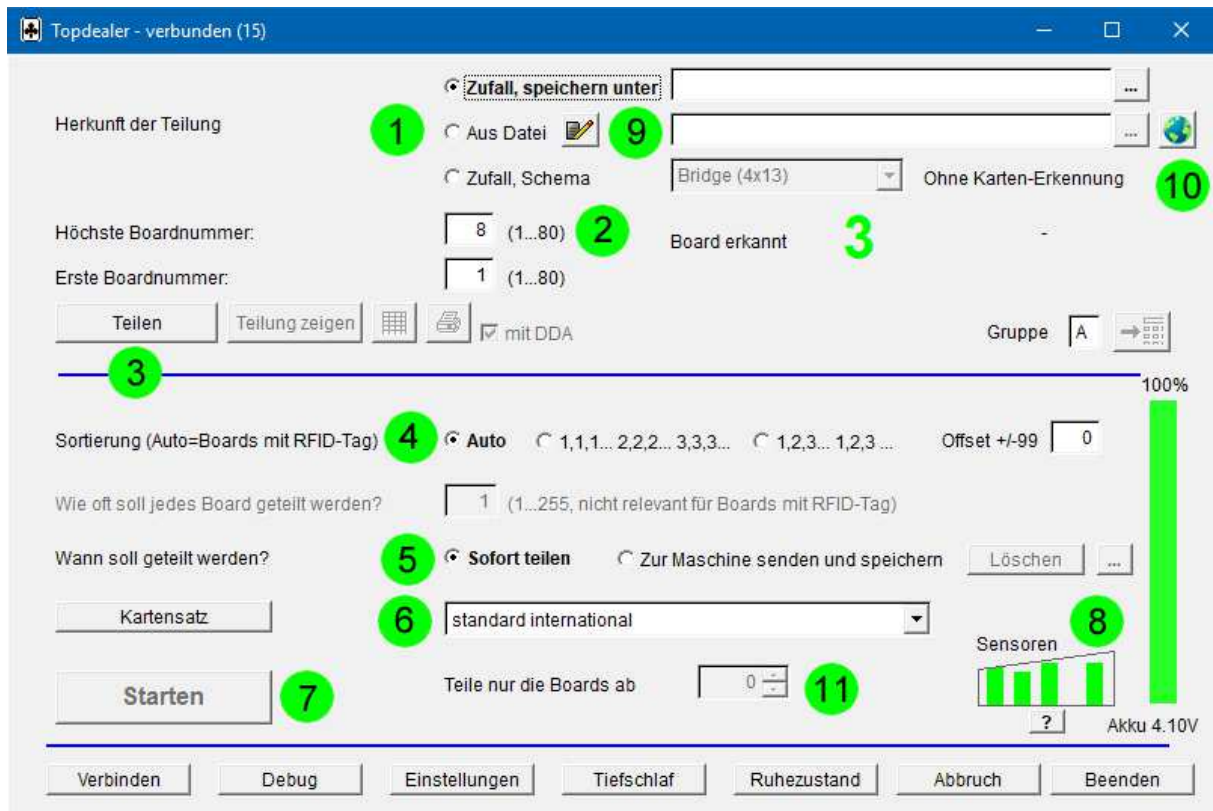 Topdealer - verbunden (15)
Zufall, speichern unter ...
Herkunft der Teilung 1 Aus Datei 9 ...
Zufall, Schema Bridge (4x13) Ohne Karten-Erkennung 10
Höchste Boardnummer: 8 (1...80) 2 Board erkannt 3 -
Erste Boardnummer: 1 (1...80)
Teilen Teilung zeigen mit DDA Gruppe A
3
100%
Sortierung (Auto=Boards mit RFID-Tag) 4 Auto 1,1,1... 2,2,2... 3,3,3... 1,2,3... 1,2,3 ... Offset +/-99 0
Wie oft soll jedes Board geteilt werden? 1 (1...255, nicht relevant für Boards mit RFID-Tag)
Wann soll geteilt werden? 5 Sofort teilen Zur Maschine senden und speichern Löschen ...
Kartensatz 6 standard international 8
Sensoren
Starten 7 Teile nur die Boards ab 0 11
? Akku 4.10V
Verbinden Debug Einstellungen Tiefschlaf Ruhezustand Abbruch Beenden